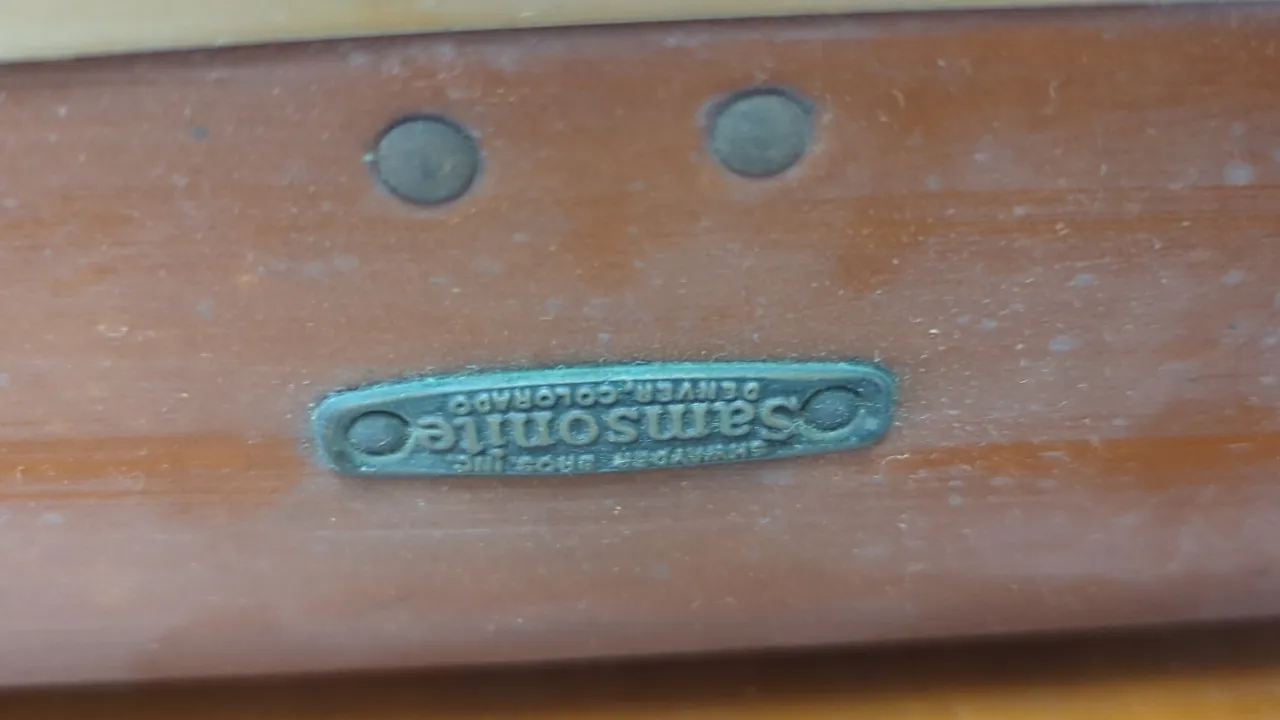 SHWAYDER BROS INC
Samsonite
DENVER, COLORADO